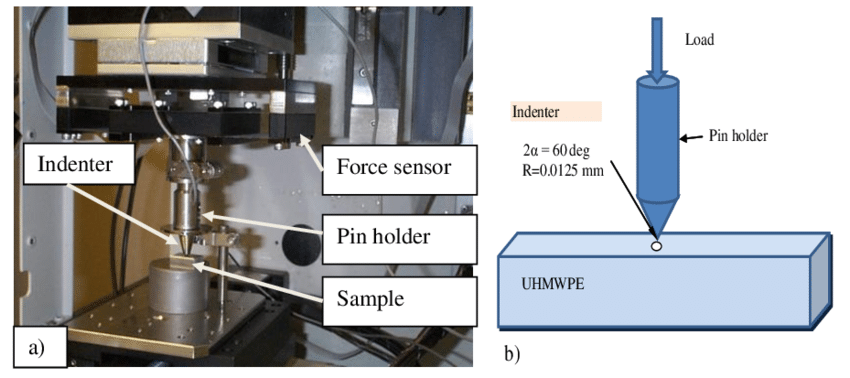 Indenter
Force sensor
Pin holder
Sample
a)
Load
Indenter
Pin holder
2α = 60 deg
R=0.0125 mm
UHMWPE
b)